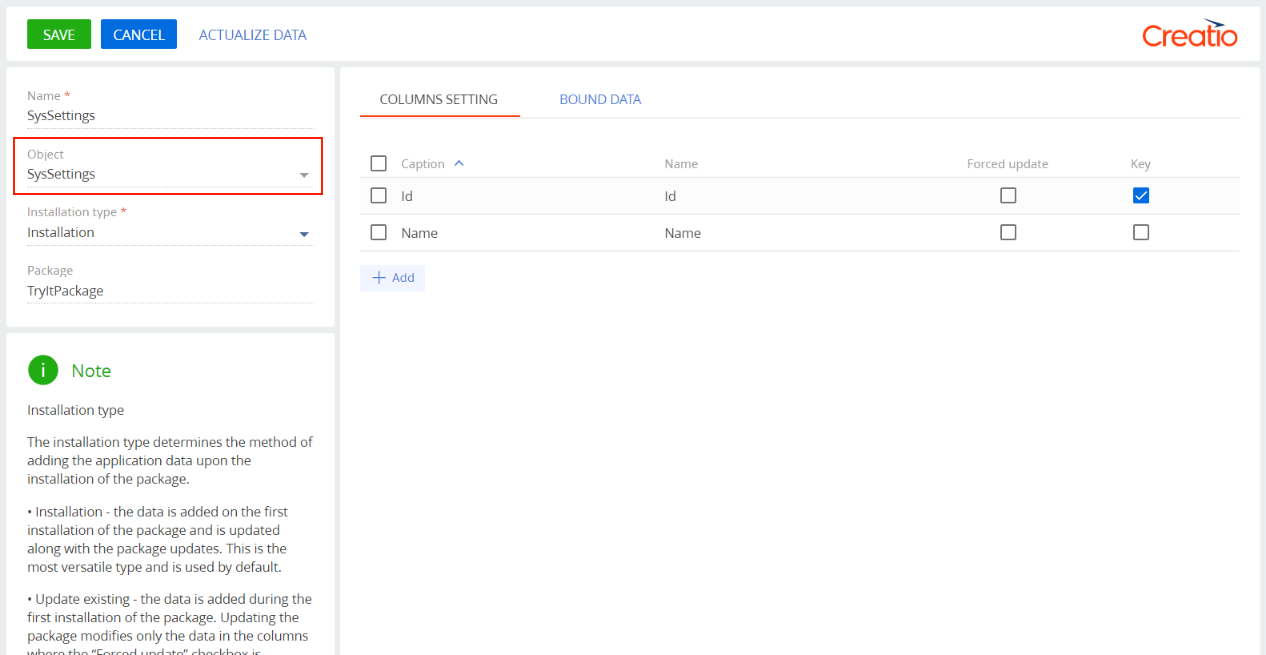 SAVE CANCEL ACTUALIZE DATA
Creatio
Name *
SysSettings
Object
SysSettings
Installation type *
Installation
Package
TryItPackage
i Note
Installation type
The installation type determines the method of
adding the application data upon the
installation of the package.
• Installation - the data is added on the first
installation of the package and is updated
along with the package updates. This is the
most versatile type and is used by default.
• Update existing - the data is added during the
first installation of the package. Updating the
package modifies only the data in the columns
where the “Forced update” checkbox is
COLUMNS SETTING BOUND DATA
Caption Name Forced update Key
Id Id
Name Name
+ Add